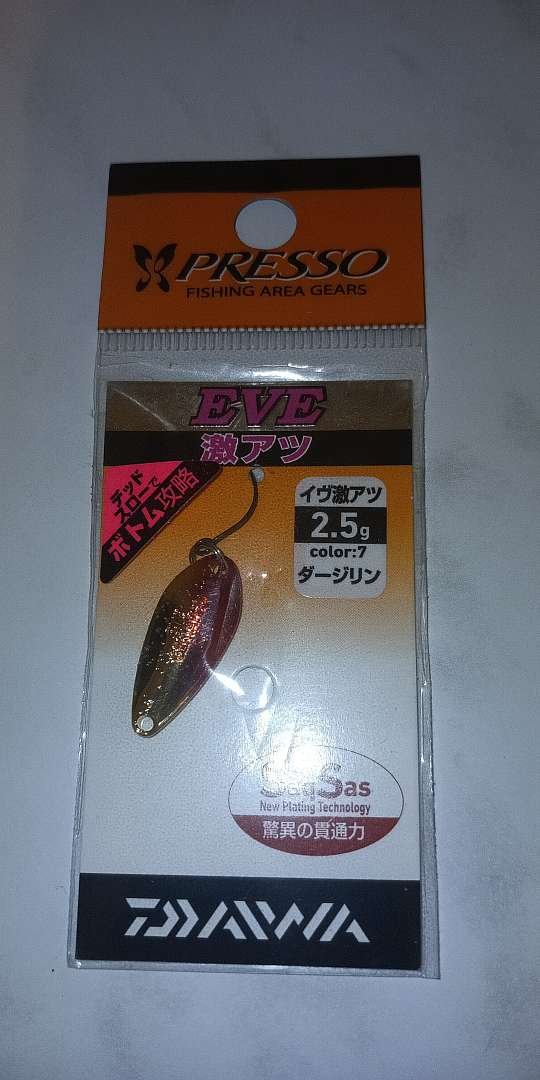 PRESSO
FISHING AREA GEARS
EVE
激アツ
デッド
スローで
ボトム攻略
イヴ激アツ
2.5g
color:7
ダージリン
SaqSas
New Plating Technology
驚異の貫通力
DAIWA